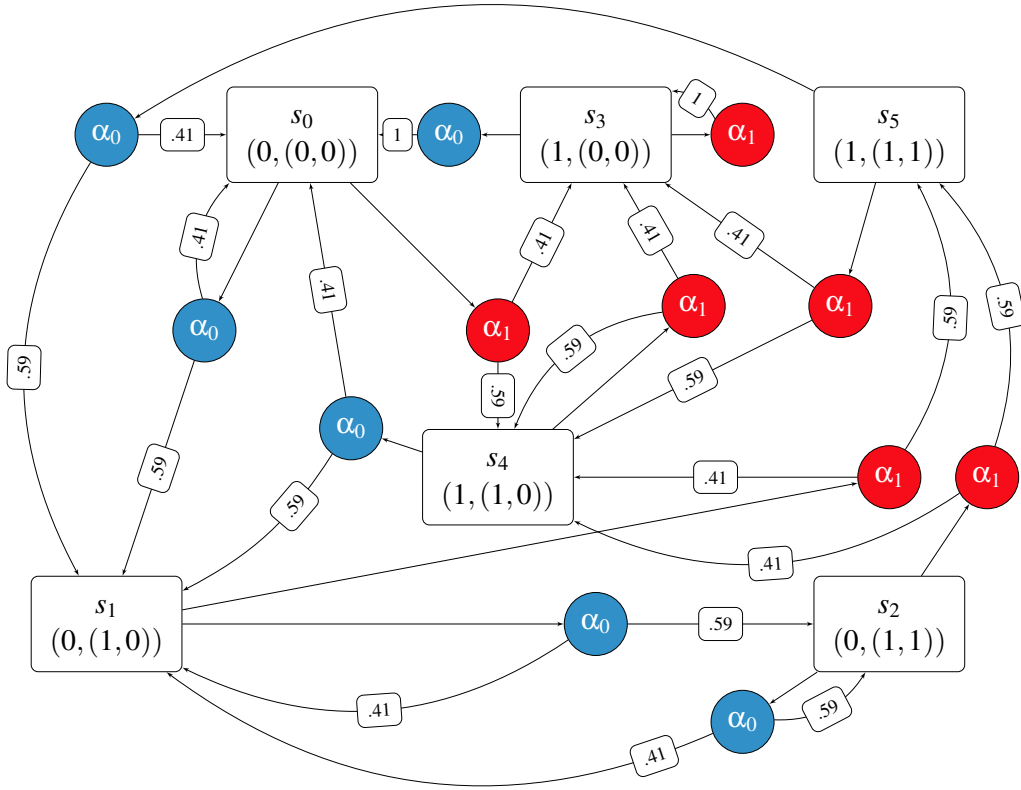 α0
.41
s0
(0,(0,0))
1
α0
s3
(1,(0,0))
1
α1
s5
(1,(1,1))
.41
.41
.41
.41
.41
.59
α0
α1
α1
α1
.59
.59
.59
.59
.59
.59
α0
s4
(1,(1,0))
.59
.59
.41
α1
α1
.41
s1
(0,(1,0))
α0
.59
s2
(0,(1,1))
.41
α0
.59
.41